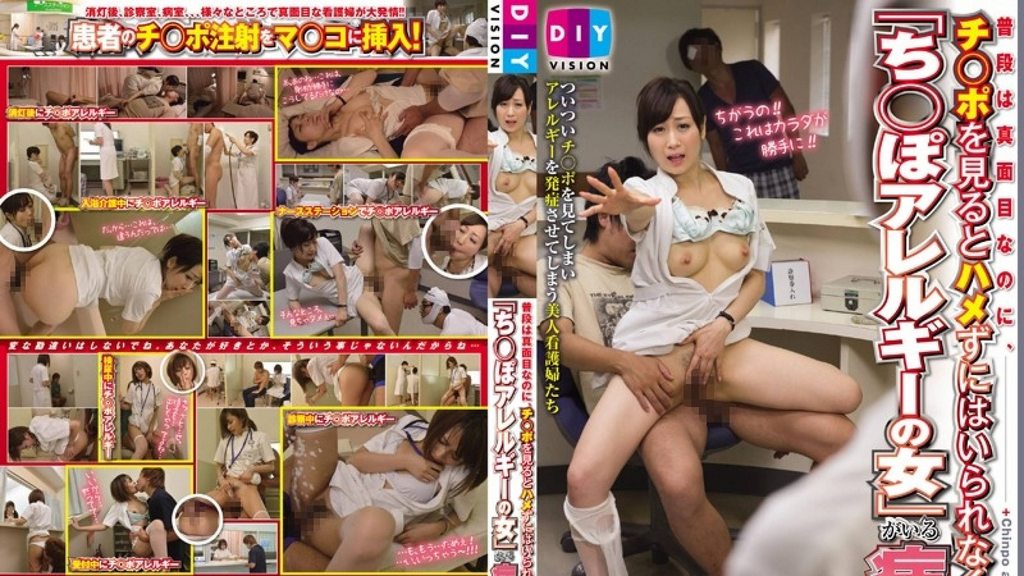 消灯後、診察室、病室...様々なところで真面目な看護婦が大発情!!
患者のチ〇ポ注射をマ〇コに挿入!
消灯後にチ〇ポアレルギー
入浴介護中にチ〇ポアレルギー
ナースステーションでチ〇ポアレルギー
変な勘違いはしないでね、あなたが好きとか、そういう事じゃないんだからね
診察中にチ〇ポアレルギー
受付中にチ〇ポアレルギー
DIY
VISION
普段は真面目なのに、チ〇ポを見るとハメずにはいられな
「ち〇ぽアレルギーの女」
DIY
VISION
ついついチ〇ポを見てしまい
アレルギーを発症させてしまう美人看護婦たち
ちがうの!!
これはカラダが
勝手に!!
普段は真面目なのに、
チ〇ポを見るとハメずにはいられな
「ち〇ぽアレルギーの女」がいる
+Chinpo a